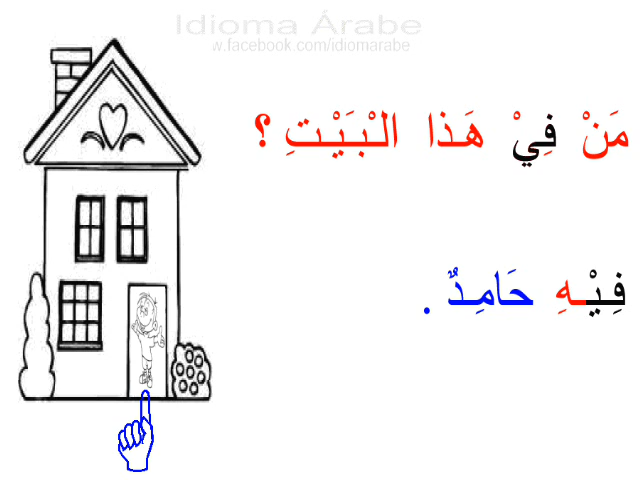 Idioma Árabe
w.facebook.com/idiomarabe
مَنْ فِيْ هَذا الْبَيْتِ ؟
فِيْهِ حَامِدٌ .